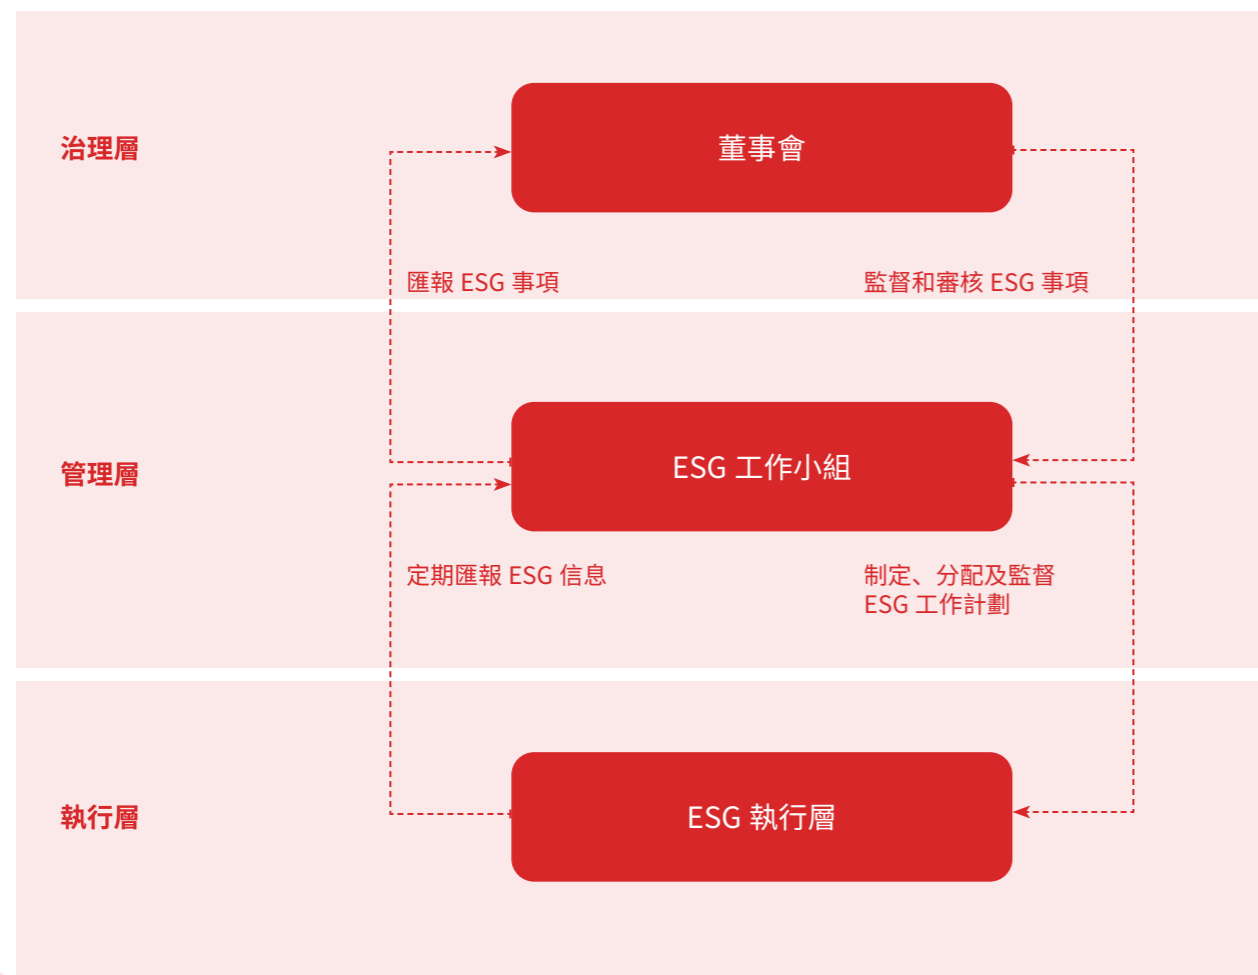 治理層
董事會
匯報 ESG 事項
監督和審核 ESG 事項
管理層
ESG 工作小組
定期匯報 ESG 信息
制定、分配及監督
ESG 工作計劃
執行層
ESG 執行層